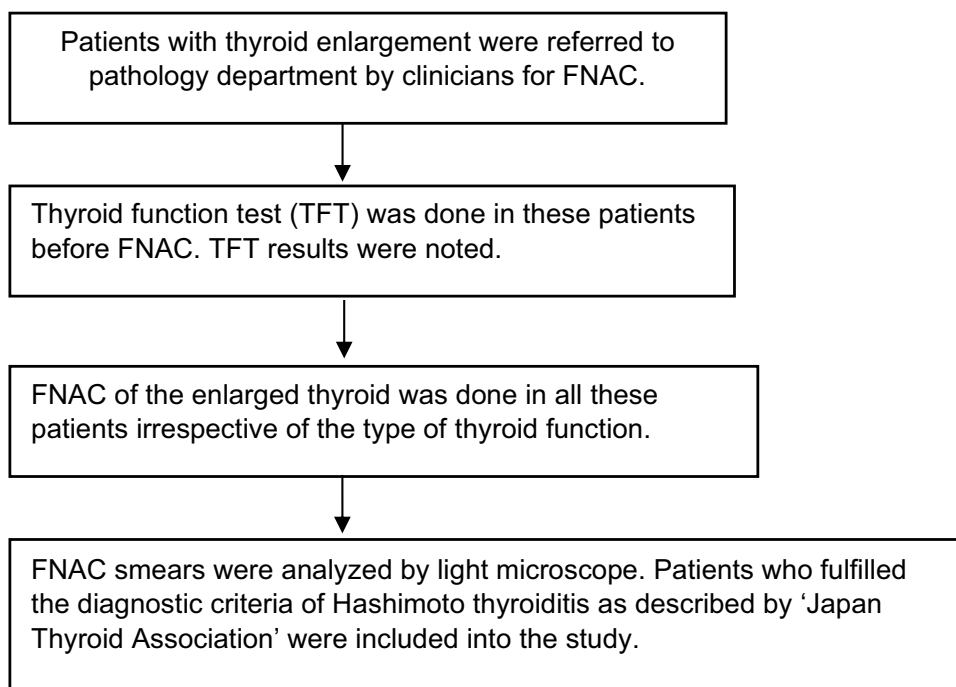 Patients with thyroid enlargement were referred to
pathology department by clinicians for FNAC.
Thyroid function test (TFT) was done in these patients
before FNAC. TFT results were noted.
FNAC of the enlarged thyroid was done in all these
patients irrespective of the type of thyroid function.
FNAC smears were analyzed by light microscope. Patients who fulfilled
the diagnostic criteria of Hashimoto thyroiditis as described by ‘Japan
Thyroid Association’ were included into the study.